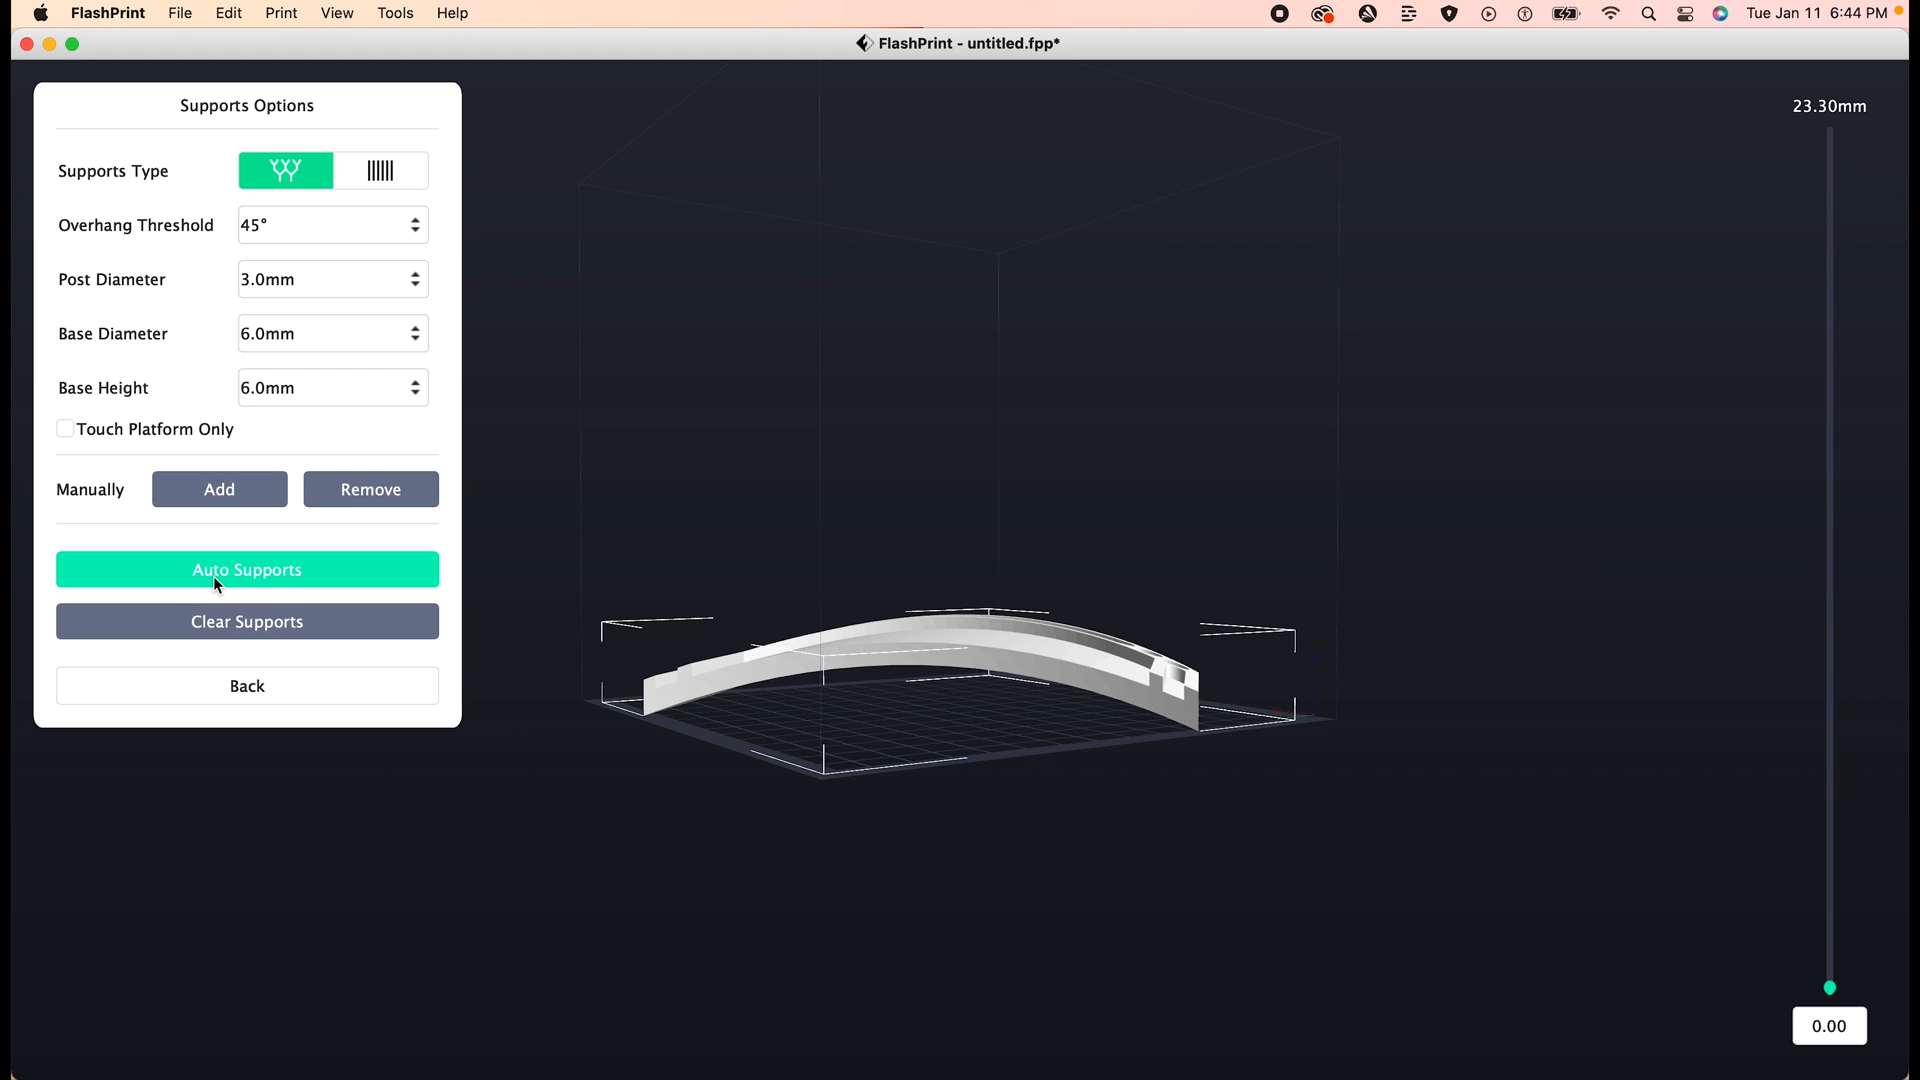 FlashPrint File Edit Print View Tools Help
Tue Jan 11 6:44 PM
FlashPrint - untitled.fpp*
Supports Options
Supports Type
Overhang Threshold 45°
Post Diameter 3.0mm
Base Diameter 6.0mm
Base Height 6.0mm
Touch Platform Only
Manually Add Remove
Auto Supports
Clear Supports
Back
23.30mm
0.00